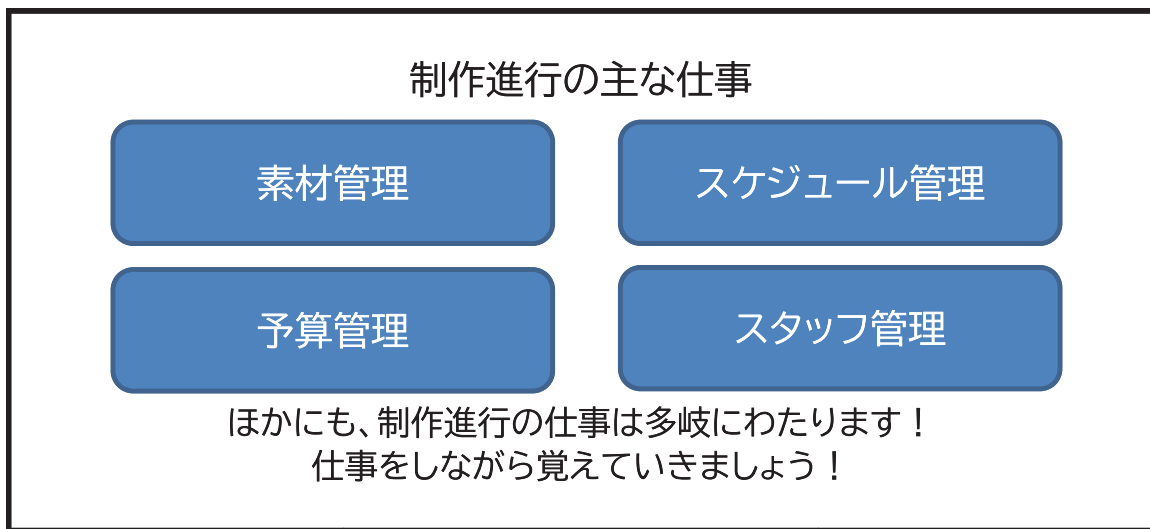 制作進行の主な仕事
素材管理
スケジュール管理
予算管理
スタッフ管理
ほかにも、制作進行の仕事は多岐にわたります！
仕事をしながら覚えていきましょう！